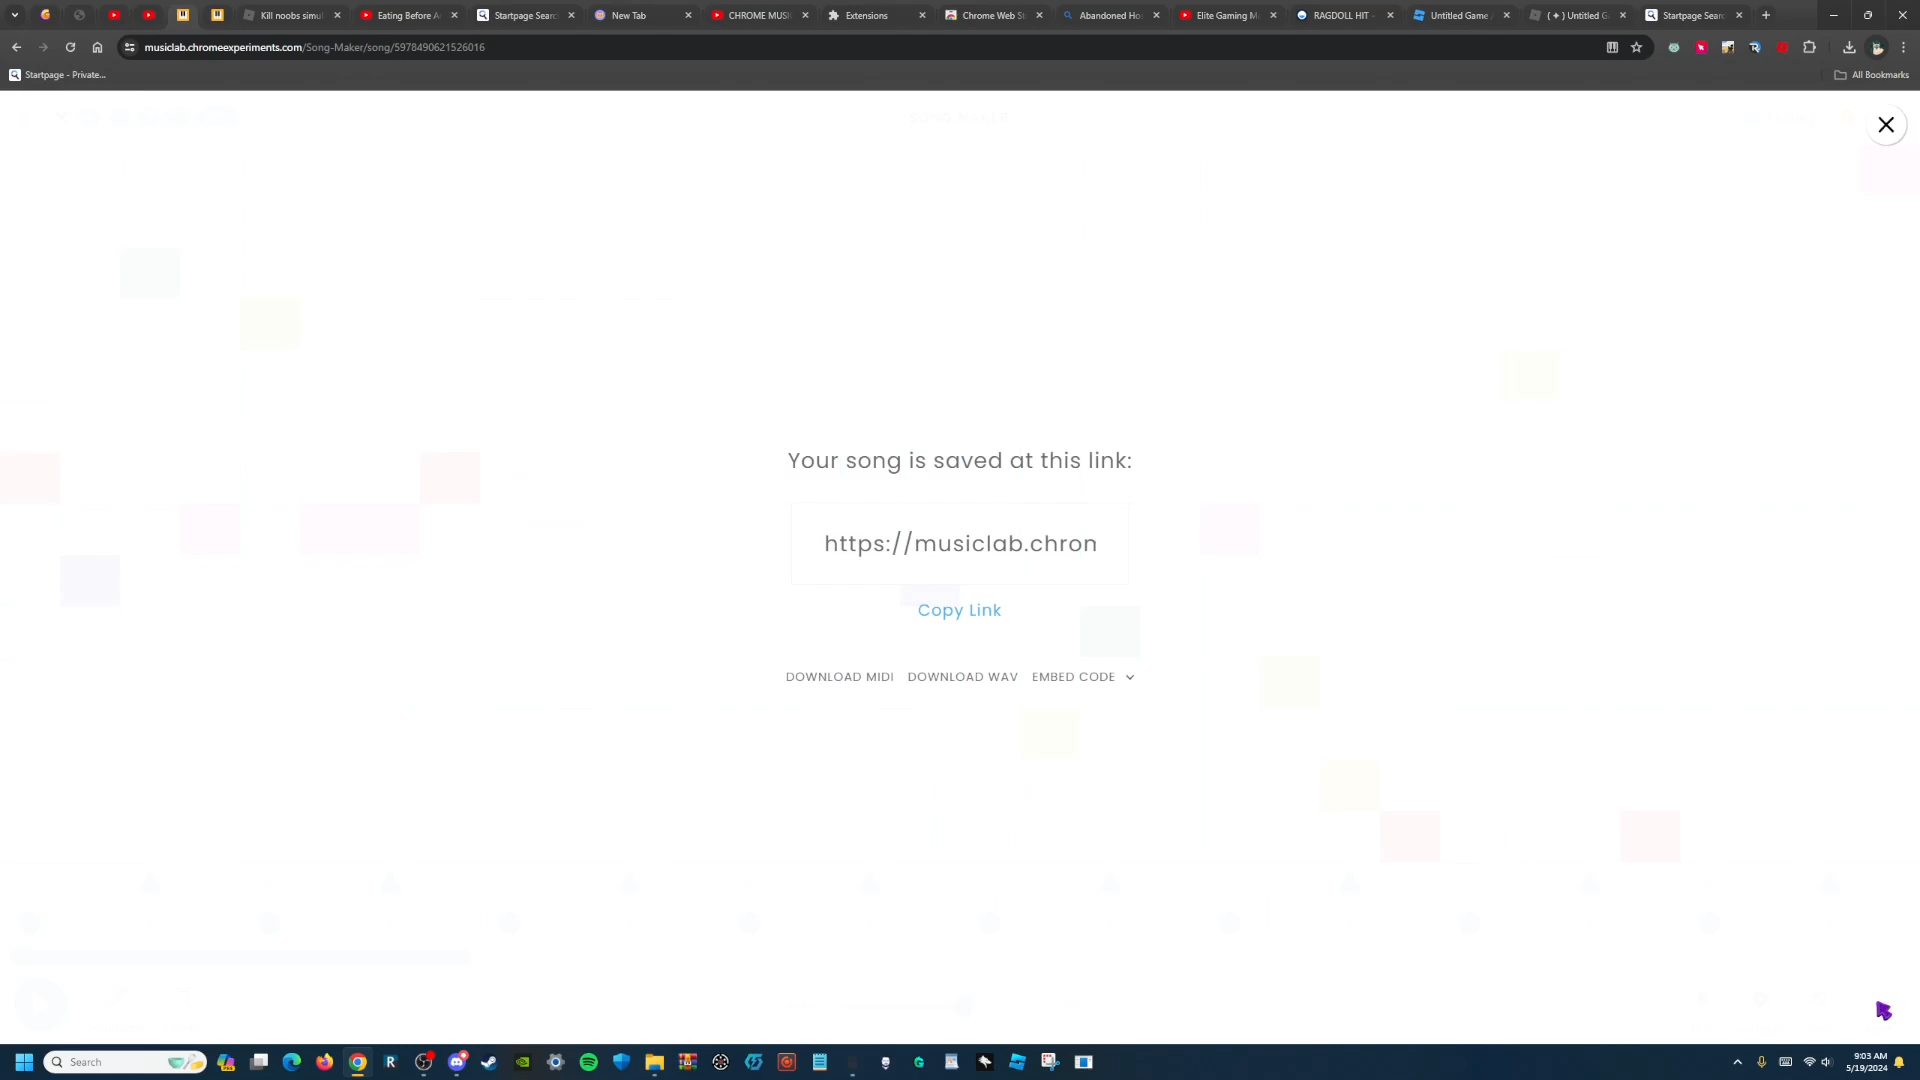 Kill noobs simu
Eating Before A
Startpage Sear
New Tab
CHROME MUSI
Extensions
Chrome Web St
Abandoned Ho
Elite Gaming M
RAGDOLL HIT -
Untitled Game
( + ) Untitled G
Startpage Sear
musiclab.chromeexperiments.com/Song-Maker/song/5978490621526016
Startpage - Private...
All Bookmarks
Your song is saved at this link:
https://musiclab.chron
Copy Link
DOWNLOAD MIDI DOWNLOAD WAV EMBED CODE
Search
9:03 AM
5/19/2024